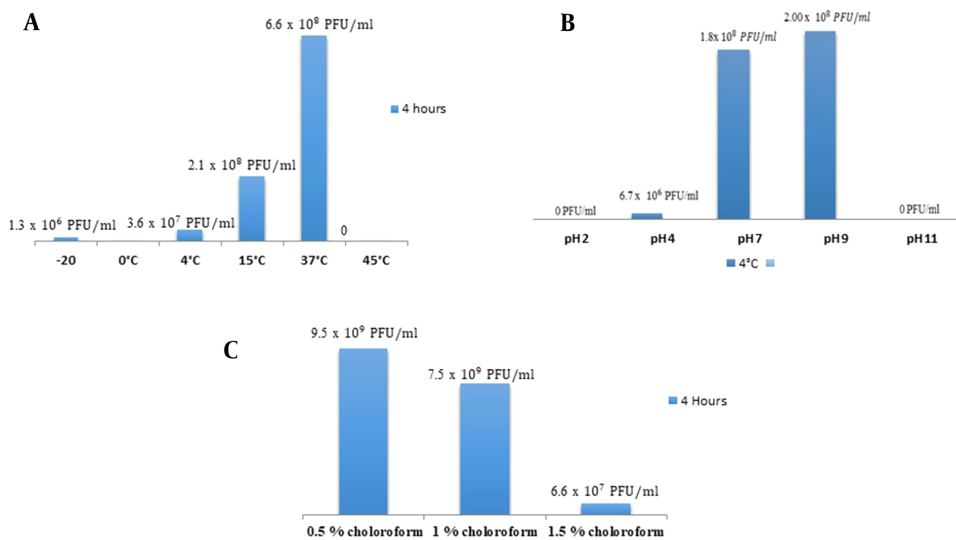 A
6.6 x 10⁸ PFU/ml
4 hours
2.1 x 10⁸ PFU/ml
1.3 x 10⁶ PFU/ml
3.6 x 10⁷ PFU/ml
0
-20 0°C 4°C 15°C 37°C 45°C
B
2.00 x 10⁸ PFU/ml
1.8x 10⁸ PFU/ml
6.7 x 10⁶ PFU/ml
0 PFU/ml
0 PFU/ml
pH2 pH4 pH7 pH9 pH11
4°C
C
9.5 x 10⁹ PFU/ml
7.5 x 10⁹ PFU/ml
4 Hours
6.6 x 10⁷ PFU/ml
0.5 % choloroform 1 % choloroform 1.5 % choloroform